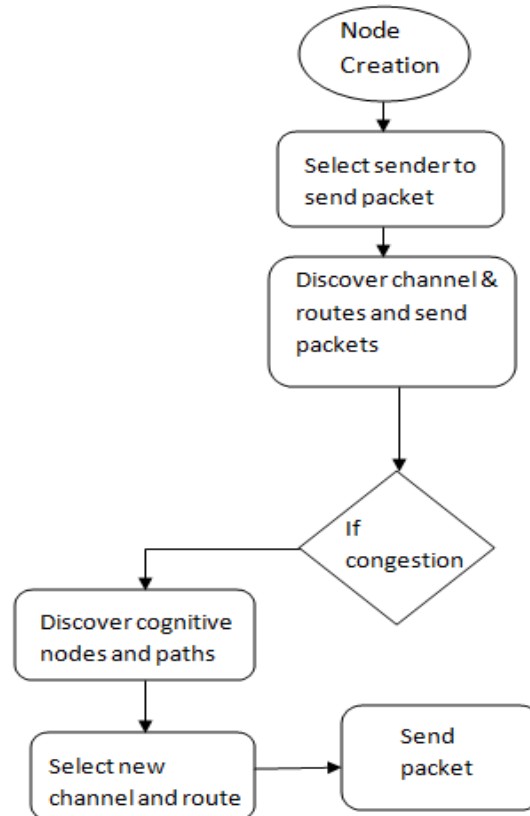 Node
Creation
Select sender to
send packet
Discover channel &
routes and send
packets
If
congestion
Discover cognitive
nodes and paths
Select new
channel and route
Send
packet